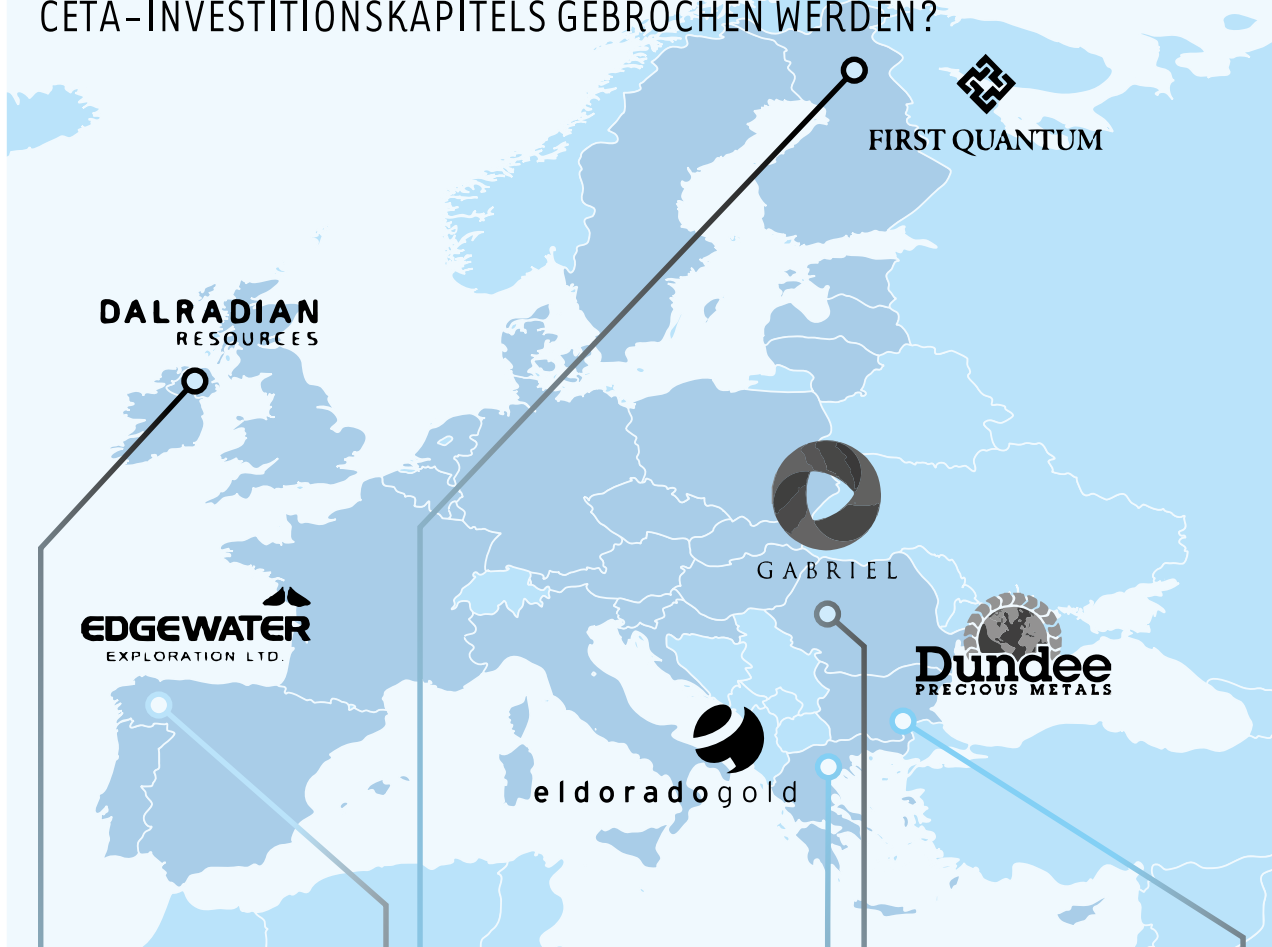 CETA-INVESTITIONSKAPITELS GEBROCHEN WERDEN?
FIRST QUANTUM
DALRADIAN
RESOURCES
GABRIEL
EDGEWATER
EXPLORATION LTD.
Dundee
PRECIOUS METALS
eldoradogold